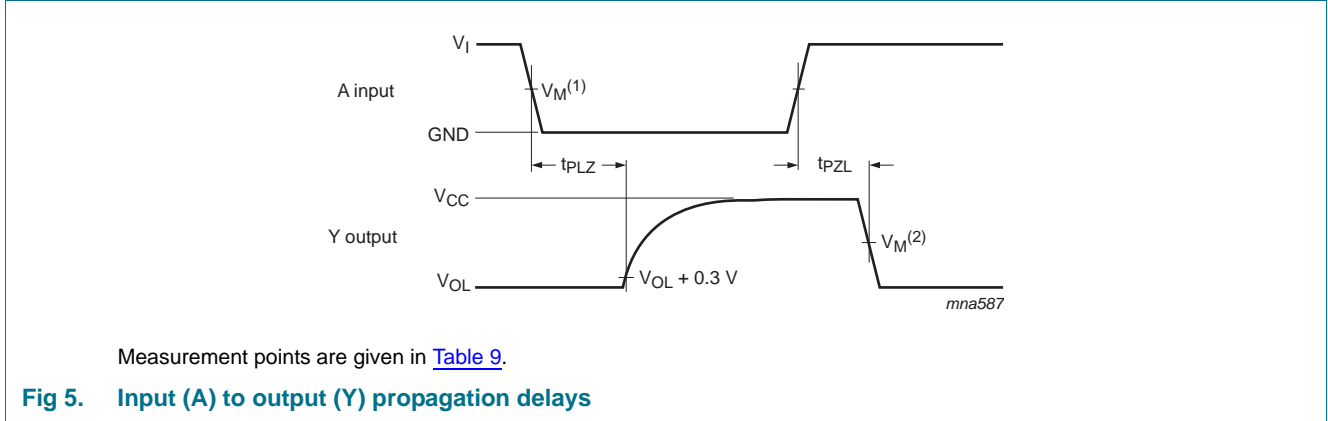 V_I
A input
V_M^(1)
GND
t_PLZ
t_PZL
V_CC
Y output
V_M^(2)
V_OL
V_OL + 0.3 V
mna587
Measurement points are given in Table 9.
Fig 5. Input (A) to output (Y) propagation delays